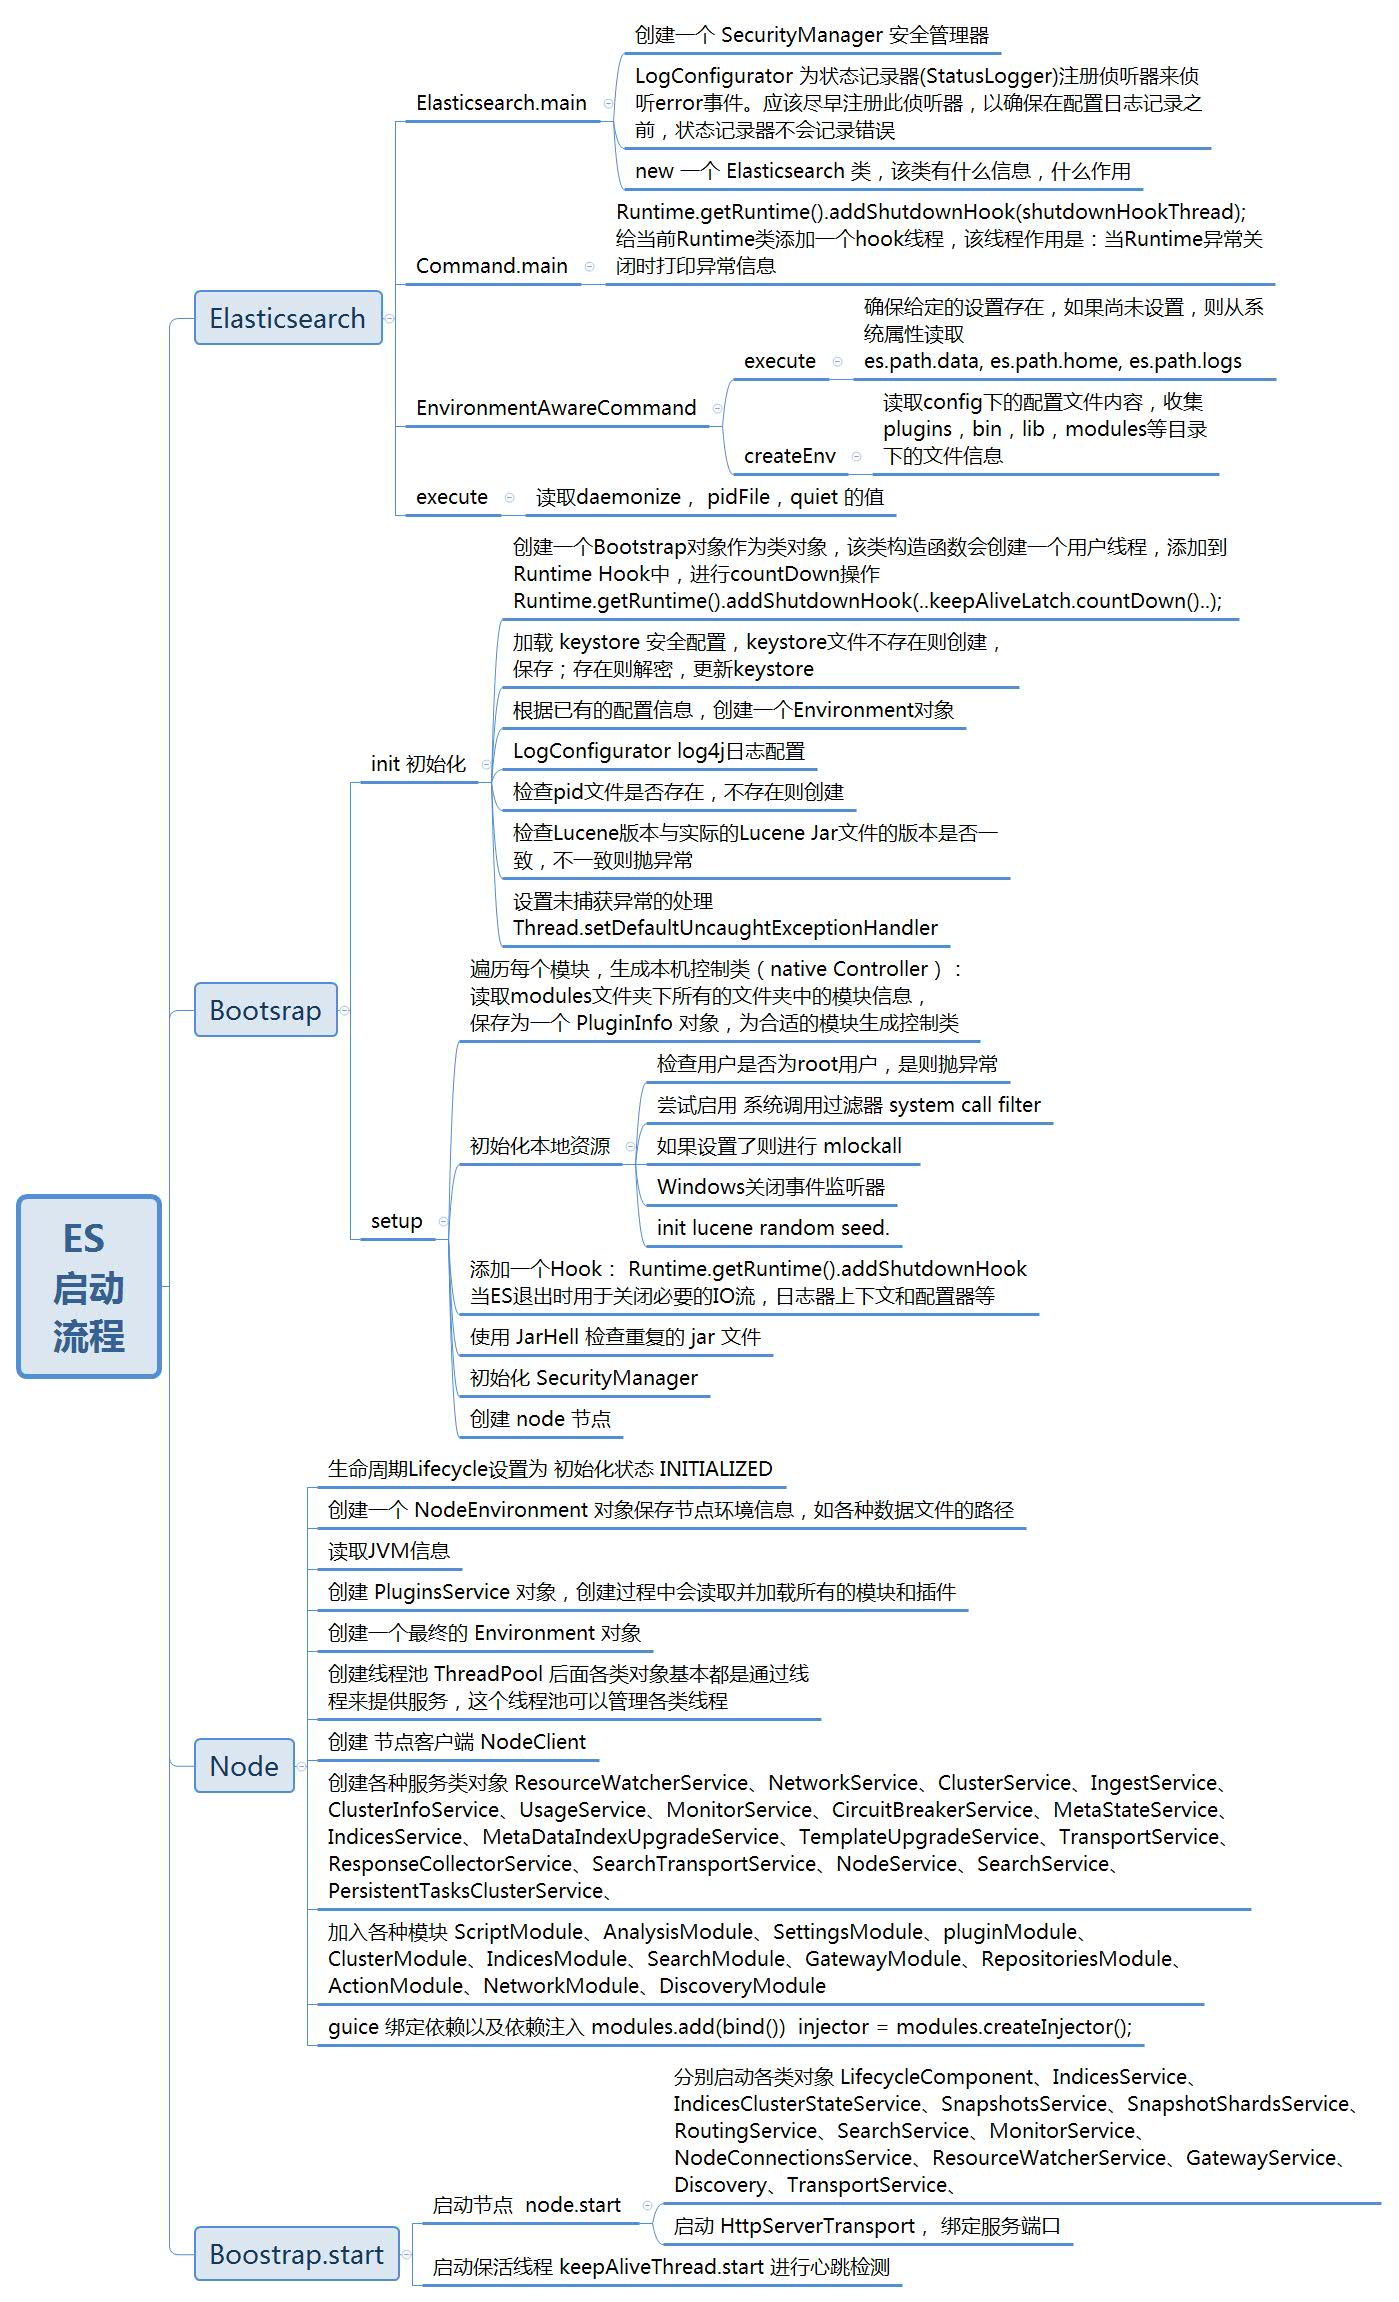 创建一个 SecurityManager 安全管理器
LogConfigurator 为状态记录器(StatusLogger)注册侦听器来侦
听error事件。应该尽早注册此侦听器，以确保在配置日志记录之
前，状态记录器不会记录错误
Elasticsearch.main
new 一个 Elasticsearch 类，该类有什么信息，什么作用
Runtime.getRuntime().addShutdownHook(shutdownHookThread);
给当前Runtime类添加一个hook线程，该线程作用是：当Runtime异常关
闭时打印异常信息
Command.main
Elasticsearch
确保给定的设置存在，如果尚未设置，则从系
统属性读取
es.path.data, es.path.home, es.path.logs
execute
EnvironmentAwareCommand
读取config下的配置文件内容，收集
plugins，bin，lib，modules等目录
下的文件信息
createEnv
execute
读取daemonize， pidFile，quiet 的值
创建一个Bootstrap对象作为类对象，该类构造函数会创建一个用户线程，添加到
Runtime Hook中，进行countDown操作
Runtime.getRuntime().addShutdownHook(..keepAliveLatch.countDown()..);
加载 keystore 安全配置，keystore文件不存在则创建，
保存；存在则解密，更新keystore
根据已有的配置信息，创建一个Environment对象
LogConfigurator log4j日志配置
init 初始化
检查pid文件是否存在，不存在则创建
检查Lucene版本与实际的Lucene Jar文件的版本是否一
致，不一致则抛异常
设置未捕获异常的处理
Thread.setDefaultUncaughtExceptionHandler
Bootsrap
遍历每个模块，生成本机控制类（native Controller）：
读取modules文件夹下所有的文件夹中的模块信息，
保存为一个 PluginInfo 对象，为合适的模块生成控制类
检查用户是否为root用户，是则抛异常
尝试启用 系统调用过滤器 system call filter
初始化本地资源
如果设置了则进行 mlockall
Windows关闭事件监听器
init lucene random seed.
setup
添加一个Hook： Runtime.getRuntime().addShutdownHook
当ES退出时用于关闭必要的IO流，日志器上下文和配置器等
使用 JarHell 检查重复的 jar 文件
初始化 SecurityManager
创建 node 节点
ES
启动
流程
生命周期Lifecycle设置为 初始化状态 INITIALIZED
创建一个 NodeEnvironment 对象保存节点环境信息，如各种数据文件的路径
读取JVM信息
创建 PluginsService 对象，创建过程中会读取并加载所有的模块和插件
创建一个最终的 Environment 对象
创建线程池 ThreadPool 后面各类对象基本都是通过线
程来提供服务，这个线程池可以管理各类线程
创建 节点客户端 NodeClient
Node
创建各种服务类对象 ResourceWatcherService、NetworkService、ClusterService、IngestService、
ClusterInfoService、UsageService、MonitorService、CircuitBreakerService、MetaStateService、
IndicesService、MetaDataIndexUpgradeService、TemplateUpgradeService、TransportService、
ResponseCollectorService、SearchTransportService、NodeService、SearchService、
PersistentTasksClusterService、
加入各种模块 ScriptModule、AnalysisModule、SettingsModule、pluginModule、
ClusterModule、IndicesModule、SearchModule、GatewayModule、RepositoriesModule、
ActionModule、NetworkModule、DiscoveryModule
guice 绑定依赖以及依赖注入 modules.add(bind())  injector = modules.createInjector();
分别启动各类对象 LifecycleComponent、IndicesService、
IndicesClusterStateService、SnapshotsService、SnapshotShardsService、
RoutingService、SearchService、MonitorService、
NodeConnectionsService、ResourceWatcherService、GatewayService、
Discovery、TransportService、
启动节点  node.start
启动 HttpServerTransport， 绑定服务端口
Boostrap.start
启动保活线程 keepAliveThread.start 进行心跳检测